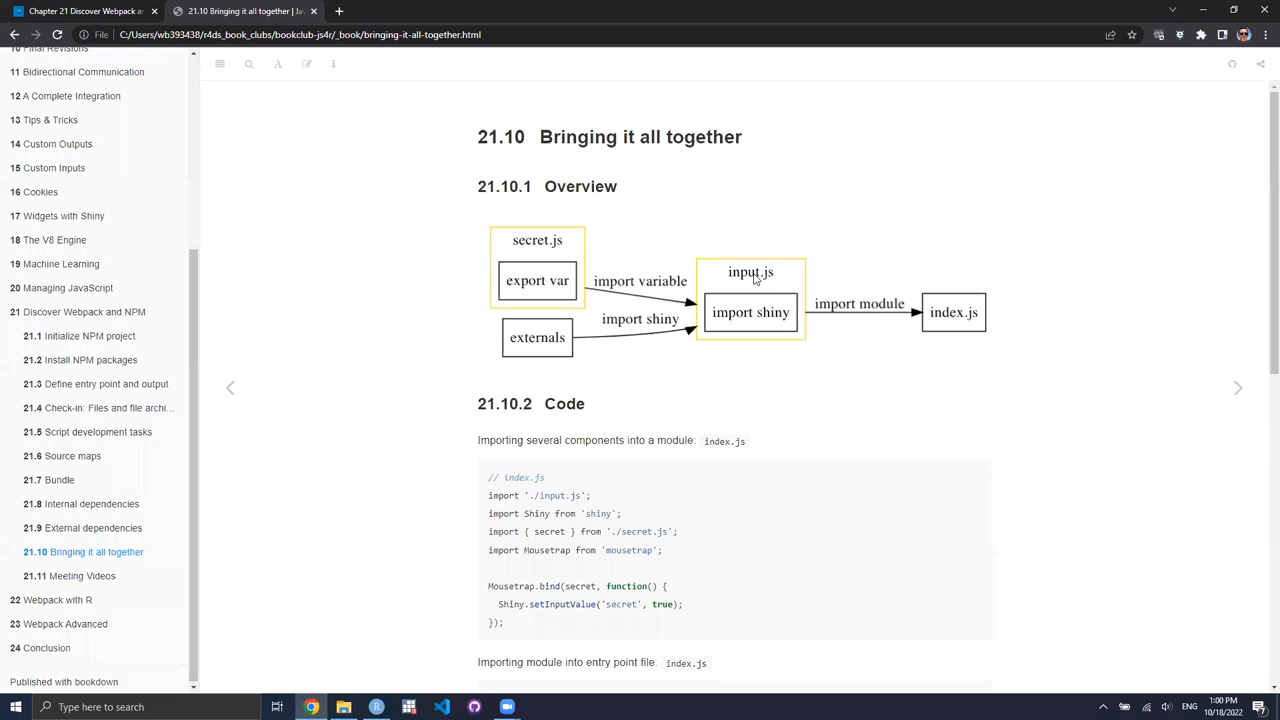 Chapter 21 Discover Webpack ar
21.10 Bringing it all together | Jav
File
C:/Users/wb393438/r4ds_book_clubs/bookclub-js4r/_book/bringing-it-all-together.html
10 Final Revisions
11 Bidirectional Communication
12 A Complete Integration
13 Tips & Tricks
14 Custom Outputs
15 Custom Inputs
16 Cookies
17 Widgets with Shiny
18 The V8 Engine
19 Machine Learning
20 Managing JavaScript
21 Discover Webpack and NPM
21.1 Initialize NPM project
21.2 Install NPM packages
21.3 Define entry point and output
21.4 Check-in: Files and file archi...
21.5 Script development tasks
21.6 Source maps
21.7 Bundle
21.8 Internal dependencies
21.9 External dependencies
21.10 Bringing it all together
21.11 Meeting Videos
22 Webpack with R
23 Webpack Advanced
24 Conclusion
Published with bookdown
21.10 Bringing it all together
21.10.1 Overview
secret.js
export var
externals
import variable
import shiny
input.js
import shiny
import module
index.js
21.10.2 Code
Importing several components into a module: index.js
// index.js
import './input.js';
import Shiny from 'shiny';
import { secret } from './secret.js';
import Mousetrap from 'mousetrap';
Mousetrap.bind(secret, function() {
Shiny.setInputValue('secret', true);
});
Importing module into entry point file: index.js
Type here to search
ENG
1:00 PM
10/18/2022